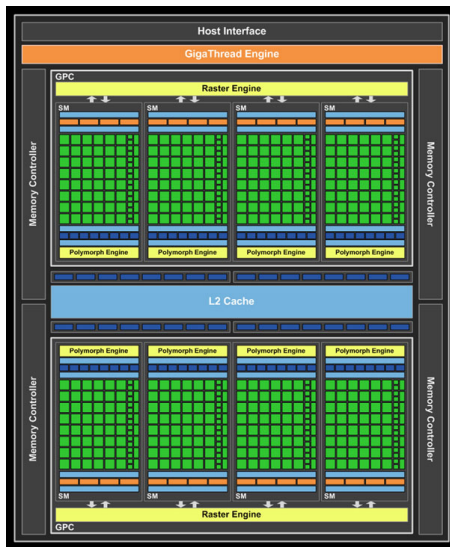 Host Interface
GigaThread Engine
GPC
Raster Engine
SM SM SM SM
Polymorph Engine Polymorph Engine Polymorph Engine Polymorph Engine
Memory Controller
Memory Controller
L2 Cache
Memory Controller
Memory Controller
Polymorph Engine Polymorph Engine Polymorph Engine Polymorph Engine
SM SM SM SM
Raster Engine
GPC